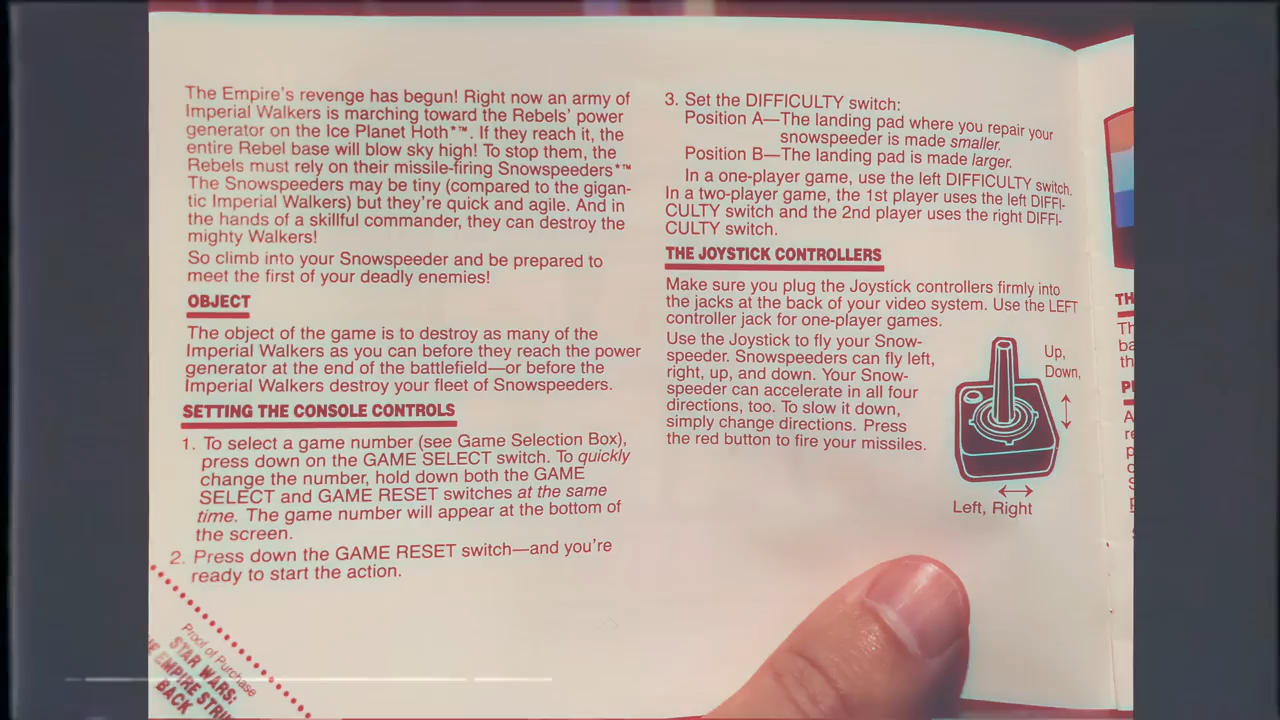 The Empire's revenge has begun! Right now an army of
Imperial Walkers is marching toward the Rebels' power
generator on the Ice Planet Hoth*™. If they reach it, the
entire Rebel base will blow sky high! To stop them, the
Rebels must rely on their missile-firing Snowspeeders*™
The Snowspeeders may be tiny (compared to the gigan-
tic Imperial Walkers) but they're quick and agile. And in
the hands of a skillful commander, they can destroy the
mighty Walkers!
So climb into your Snowspeeder and be prepared to
meet the first of your deadly enemies!
OBJECT
The object of the game is to destroy as many of the
Imperial Walkers as you can before they reach the power
generator at the end of the battlefield—or before the
Imperial Walkers destroy your fleet of Snowspeeders.
SETTING THE CONSOLE CONTROLS
1. To select a game number (see Game Selection Box),
press down on the GAME SELECT switch. To quickly
change the number, hold down both the GAME
SELECT and GAME RESET switches at the same
time. The game number will appear at the bottom of
the screen.
2. Press down the GAME RESET switch—and you're
ready to start the action.
Proof of Purchase
STAR WARS:
EMPIRE
BACK
3. Set the DIFFICULTY switch:
Position A—The landing pad where you repair your
snowspeeder is made smaller.
Position B—The landing pad is made larger.
In a one-player game, use the left DIFFICULTY switch.
In a two-player game, the 1st player uses the left DIFFI-
CULTY switch and the 2nd player uses the right DIFFI-
CULTY switch.
THE JOYSTICK CONTROLLERS
Make sure you plug the Joystick controllers firmly into
the jacks at the back of your video system. Use the LEFT
controller jack for one-player games.
Use the Joystick to fly your Snow-
speeder. Snowspeeders can fly left,
right, up, and down. Your Snow-
speeder can accelerate in all four
directions, too. To slow it down,
simply change directions. Press
the red button to fire your missiles.
Up,
Down,
Left, Right